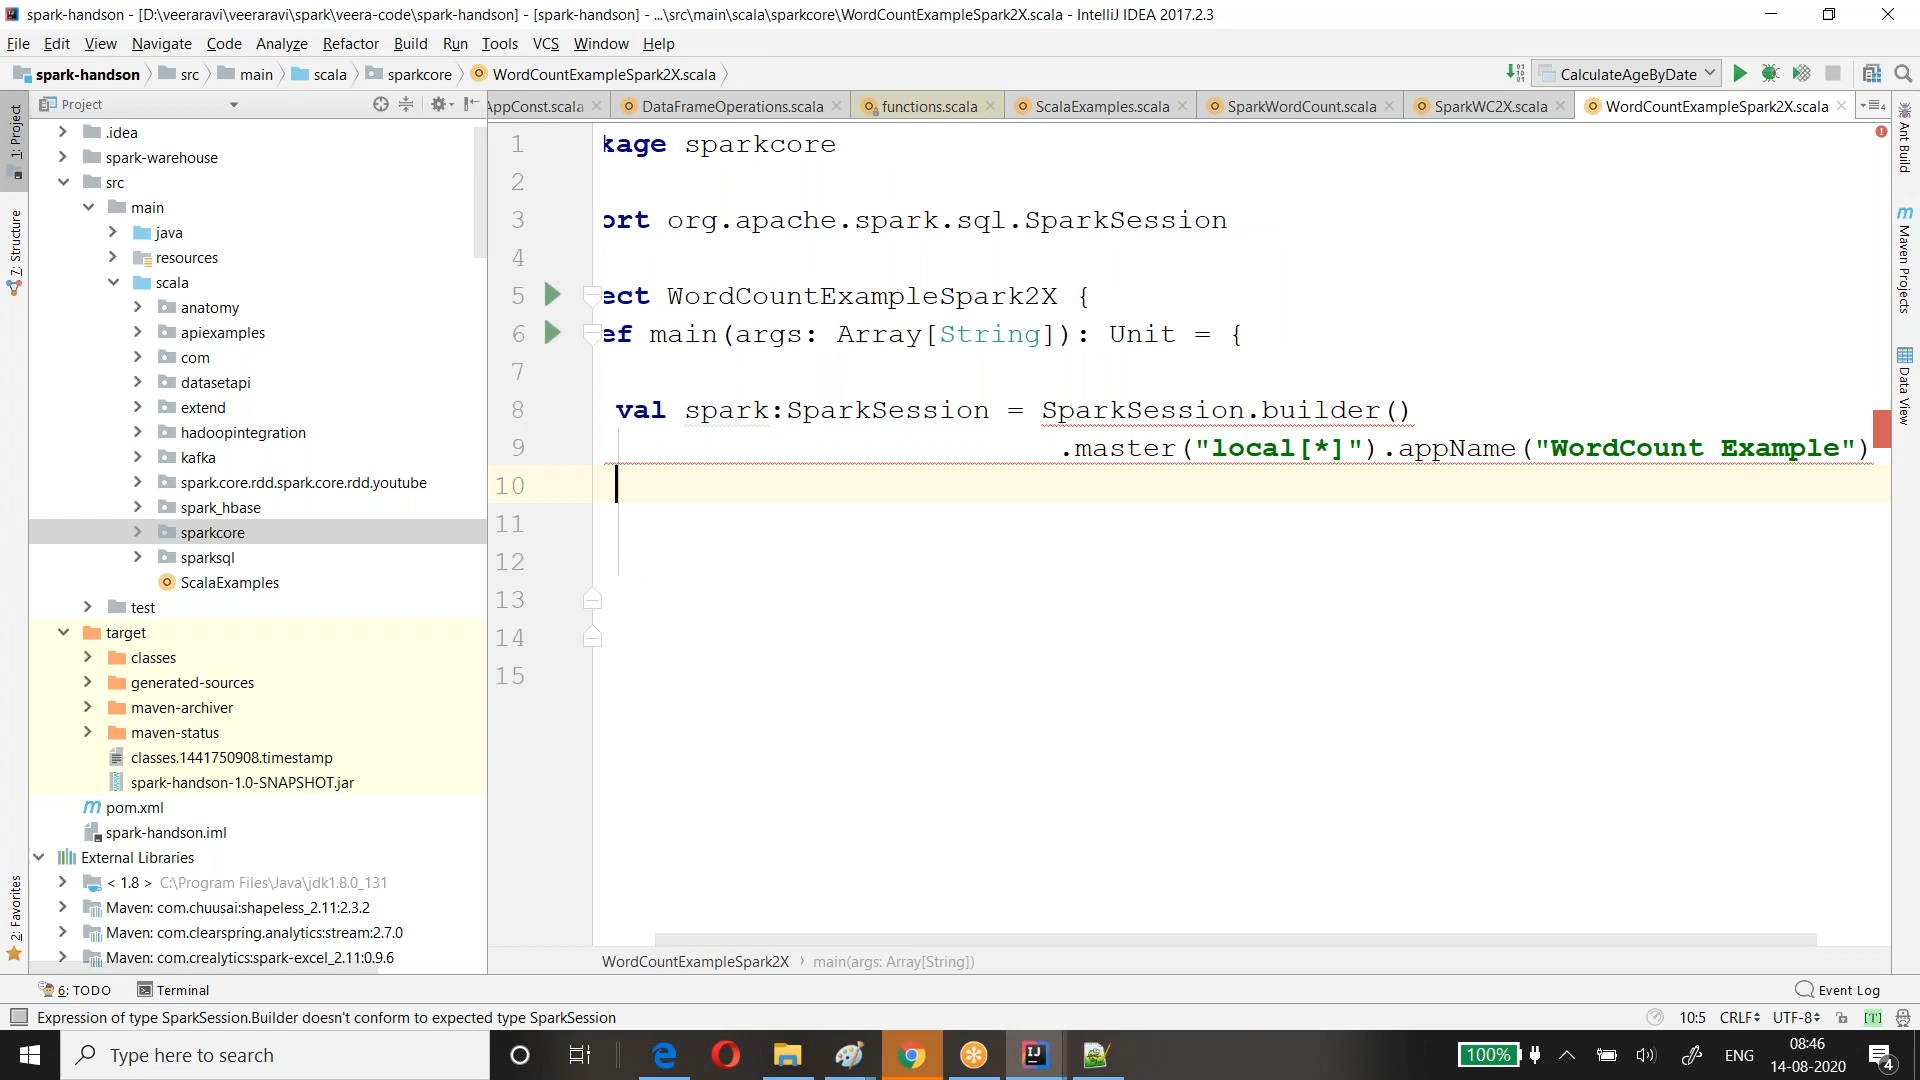 spark-handson - [D:\veeraravi\veeraravi\spark\veera-code\spark-handson] - [spark-handson] - ...\src\main\scala\sparkcore\WordCountExampleSpark2X.scala - IntelliJ IDEA 2017.2.3
File Edit View Navigate Code Analyze Refactor Build Run Tools VCS Window Help
spark-handson src main scala sparkcore WordCountExampleSpark2X.scala CalculateAgeByDate
Project
AppConst.scala DataFrameOperations.scala functions.scala ScalaExamples.scala SparkWordCount.scala SparkWC2X.scala WordCountExampleSpark2X.scala
1: Project
7: Structure
2: Favorites
.idea
spark-warehouse
src
main
java
resources
scala
anatomy
apiexamples
com
datasetapi
extend
hadoopintegration
kafka
spark.core.rdd.spark.core.rdd.youtube
spark_hbase
sparkcore
sparksql
ScalaExamples
test
target
classes
generated-sources
maven-archiver
maven-status
classes.1441750908.timestamp
spark-handson-1.0-SNAPSHOT.jar
pom.xml
spark-handson.iml
External Libraries
< 1.8 > C:\Program Files\Java\jdk1.8.0_131
Maven: com.chuusai:shapeless_2.11:2.3.2
Maven: com.clearspring.analytics:stream:2.7.0
Maven: com.crealytics:spark-excel_2.11:0.9.6
1 kage sparkcore
2
3 ort org.apache.spark.sql.SparkSession
4
5 ect WordCountExampleSpark2X {
6 ef main(args: Array[String]): Unit = {
7
8 val spark:SparkSession = SparkSession.builder()
9 .master("local[*]").appName("WordCount Example")
10
11
12
13
14
15
WordCountExampleSpark2X main(args: Array[String])
Ant Build
Maven Projects
Data View
6: TODO Terminal Event Log
Expression of type SparkSession.Builder doesn't conform to expected type SparkSession 10:5 CRLF UTF-8 [T]
Type here to search
100% ENG 08:46
14-08-2020
4